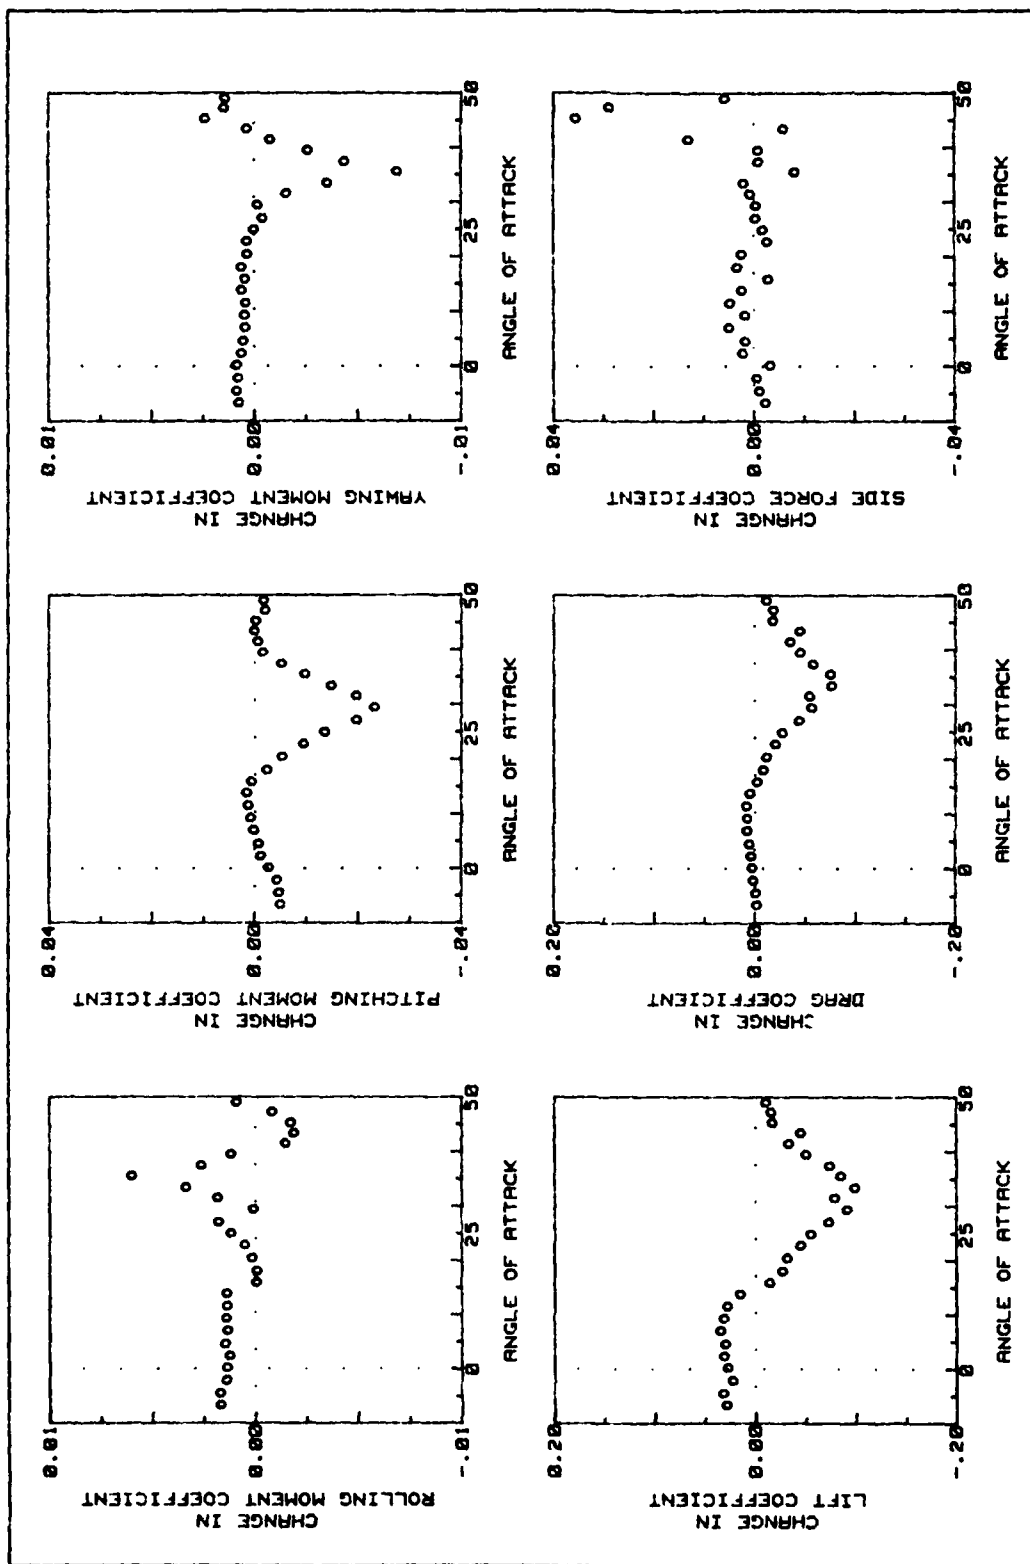 CHANGE IN
ROLLING MOMENT COEFFICIENT
0.01
0.00
-.01
0 25 50
ANGLE OF ATTACK
CHANGE IN
PITCHING MOMENT COEFFICIENT
0.04
0.00
-.04
0 25 50
ANGLE OF ATTACK
CHANGE IN
YAWING MOMENT COEFFICIENT
0.01
0.00
-.01
0 25 50
ANGLE OF ATTACK
CHANGE IN
LIFT COEFFICIENT
0.20
0.00
-.20
0 25 50
ANGLE OF ATTACK
CHANGE IN
DRAG COEFFICIENT
0.20
0.00
-.20
0 25 50
ANGLE OF ATTACK
CHANGE IN
SIDE FORCE COEFFICIENT
0.04
0.00
-.04
0 25 50
ANGLE OF ATTACK